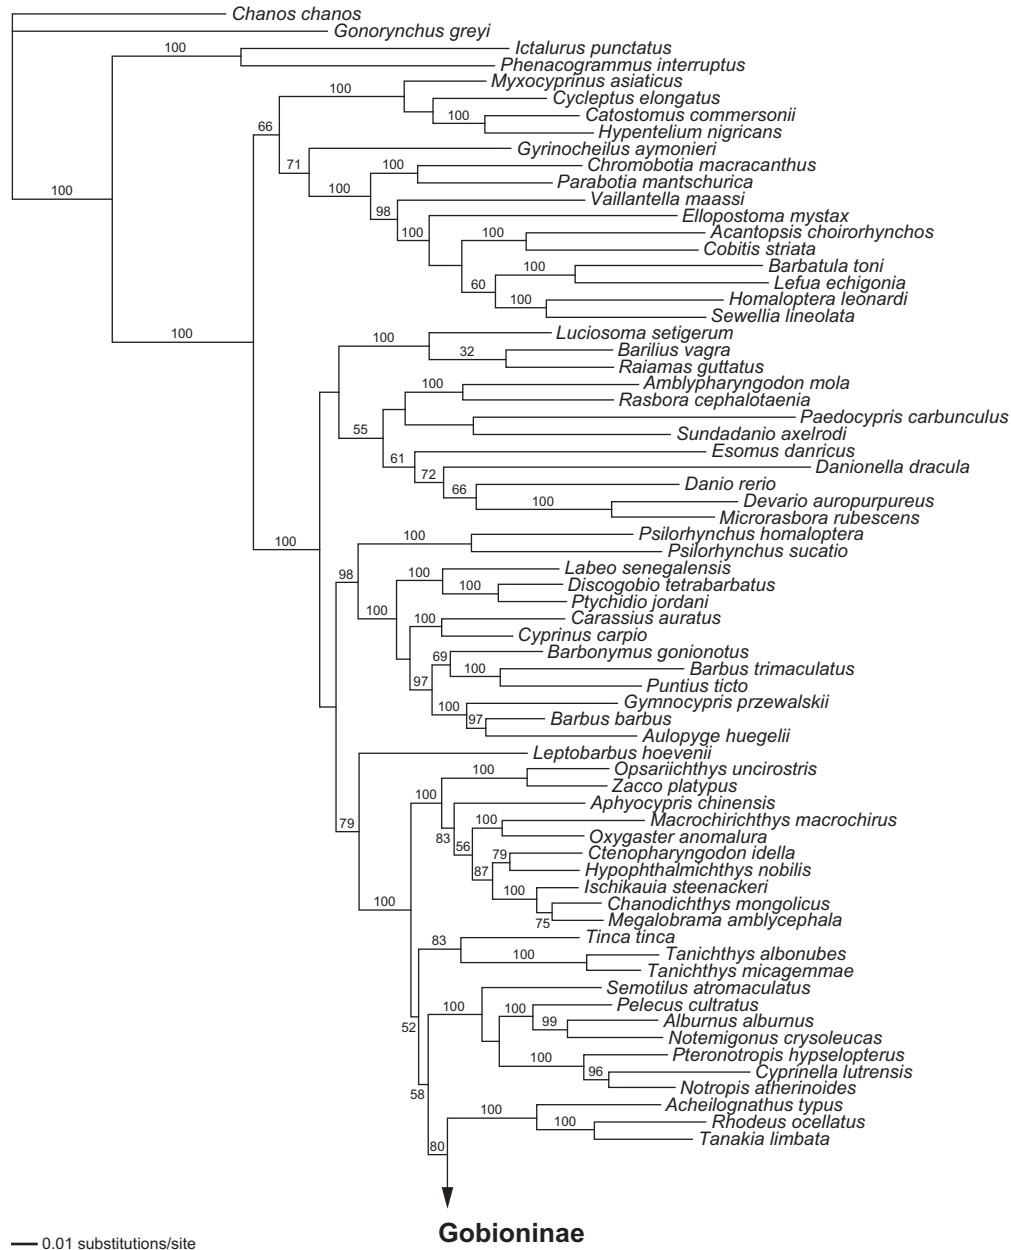 Chanos chanos
Gonorynchus greyi
100
Ictalurus punctatus
Phenacogrammus interruptus
Myxocyprinus asiaticus
100
Cycleptus elongatus
100
Catostomus commersonii
66
Hypentelium nigricans
Gyrinocheilus aymonieri
71
100
Chromobotia macracanthus
100
Parabotia mantschurica
100
Vaillantella maassi
98
Ellopostoma mystax
100
100
Acantopsis choirorhynchos
Cobitis striata
100
Barbatula toni
60
Lefua echigonia
100
Homaloptera leonardi
Sewellia lineolata
100
Luciosoma setigerum
100
32
Barilius vagra
Raiamas guttatus
100
Amblypharyngodon mola
Rasbora cephalotaenia
Paedocypris carbunculus
55
Sundadanio axelrodi
61
Esomus danricus
72
Danionella dracula
66
Danio rerio
100
Devario auropurpureus
Microrasbora rubescens
100
Psilorhynchus homaloptera
100
Psilorhynchus sucatio
98
100
Labeo senegalensis
100
Discogobio tetrabarbatus
Ptychidio jordani
100
100
Carassius auratus
Cyprinus carpio
69
Barbonymus gonionotus
97
100
Barbus trimaculatus
Puntius ticto
100
Gymnocypris przewalskii
97
Barbus barbus
Aulopyge huegelii
Leptobarbus hoevenii
100
Opsariichthys uncirostris
Zacco platypus
100
Aphyocypris chinensis
79
83
56
100
Macrochirichthys macrochirus
Oxygaster anomalura
79
Ctenopharyngodon idella
87
Hypophthalmichthys nobilis
100
Ischikauia steenackeri
100
Chanodichthys mongolicus
75
Megalobrama amblycephala
83
Tinca tinca
100
Tanichthys albonubes
Tanichthys micagemmae
Semotilus atromaculatus
100
100
Pelecus cultratus
52
99
Alburnus alburnus
Notemigonus crysoleucas
100
Pteronotropis hypselopterus
96
Cyprinella lutrensis
58
Notropis atherinoides
100
Acheilognathus typus
100
Rhodeus ocellatus
80
Tanakia limbata
Gobioninae
0.01 substitutions/site